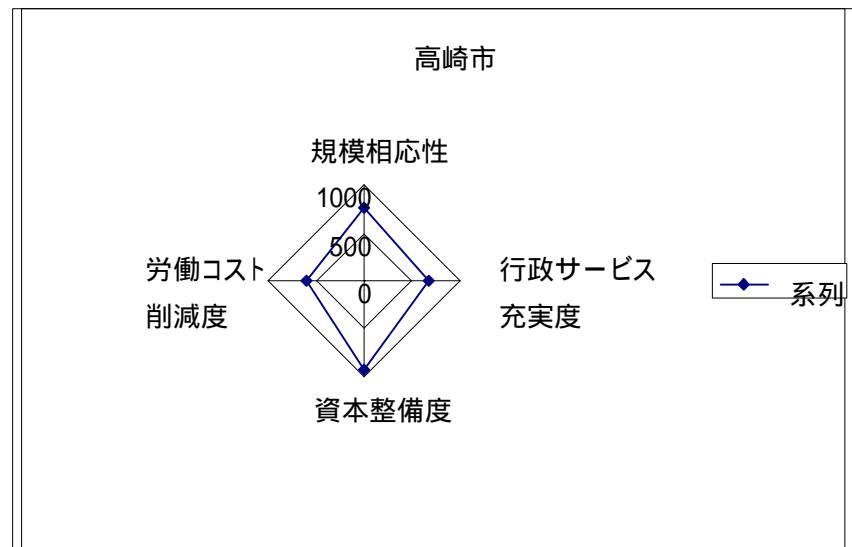 高崎市
規模相応性
1000
500
0
労働コスト
削減度
行政サービス
充実度
資本整備度
系列